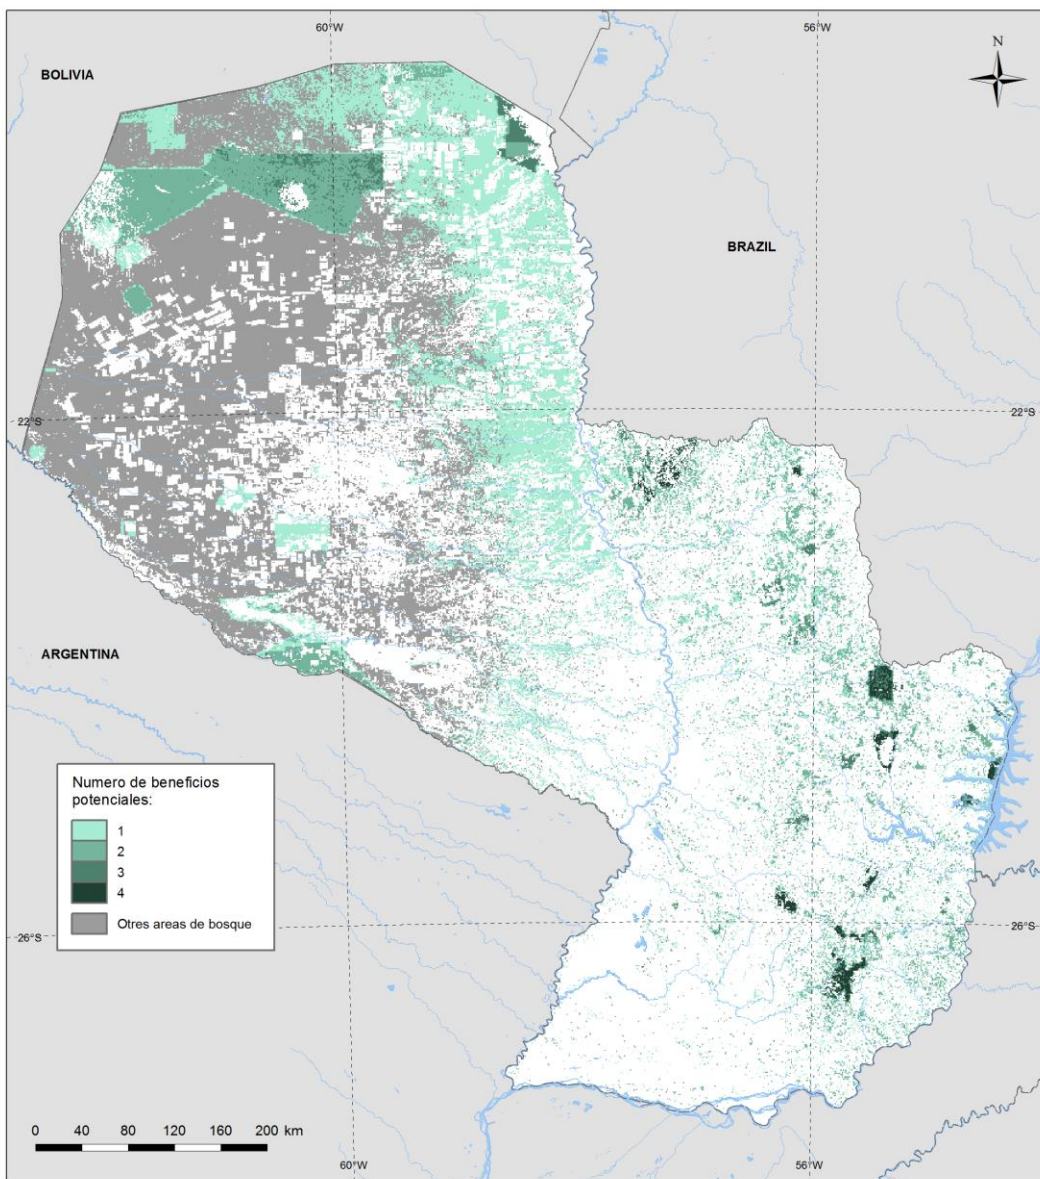 60°W
56°W
BOLIVIA
N
BRAZIL
22°S
22°S
ARGENTINA
Numero de beneficios
potenciales:
1
2
3
4
Otres areas de bosque
26°S
26°S
0 40 80 120 160 200 km
60°W
56°W